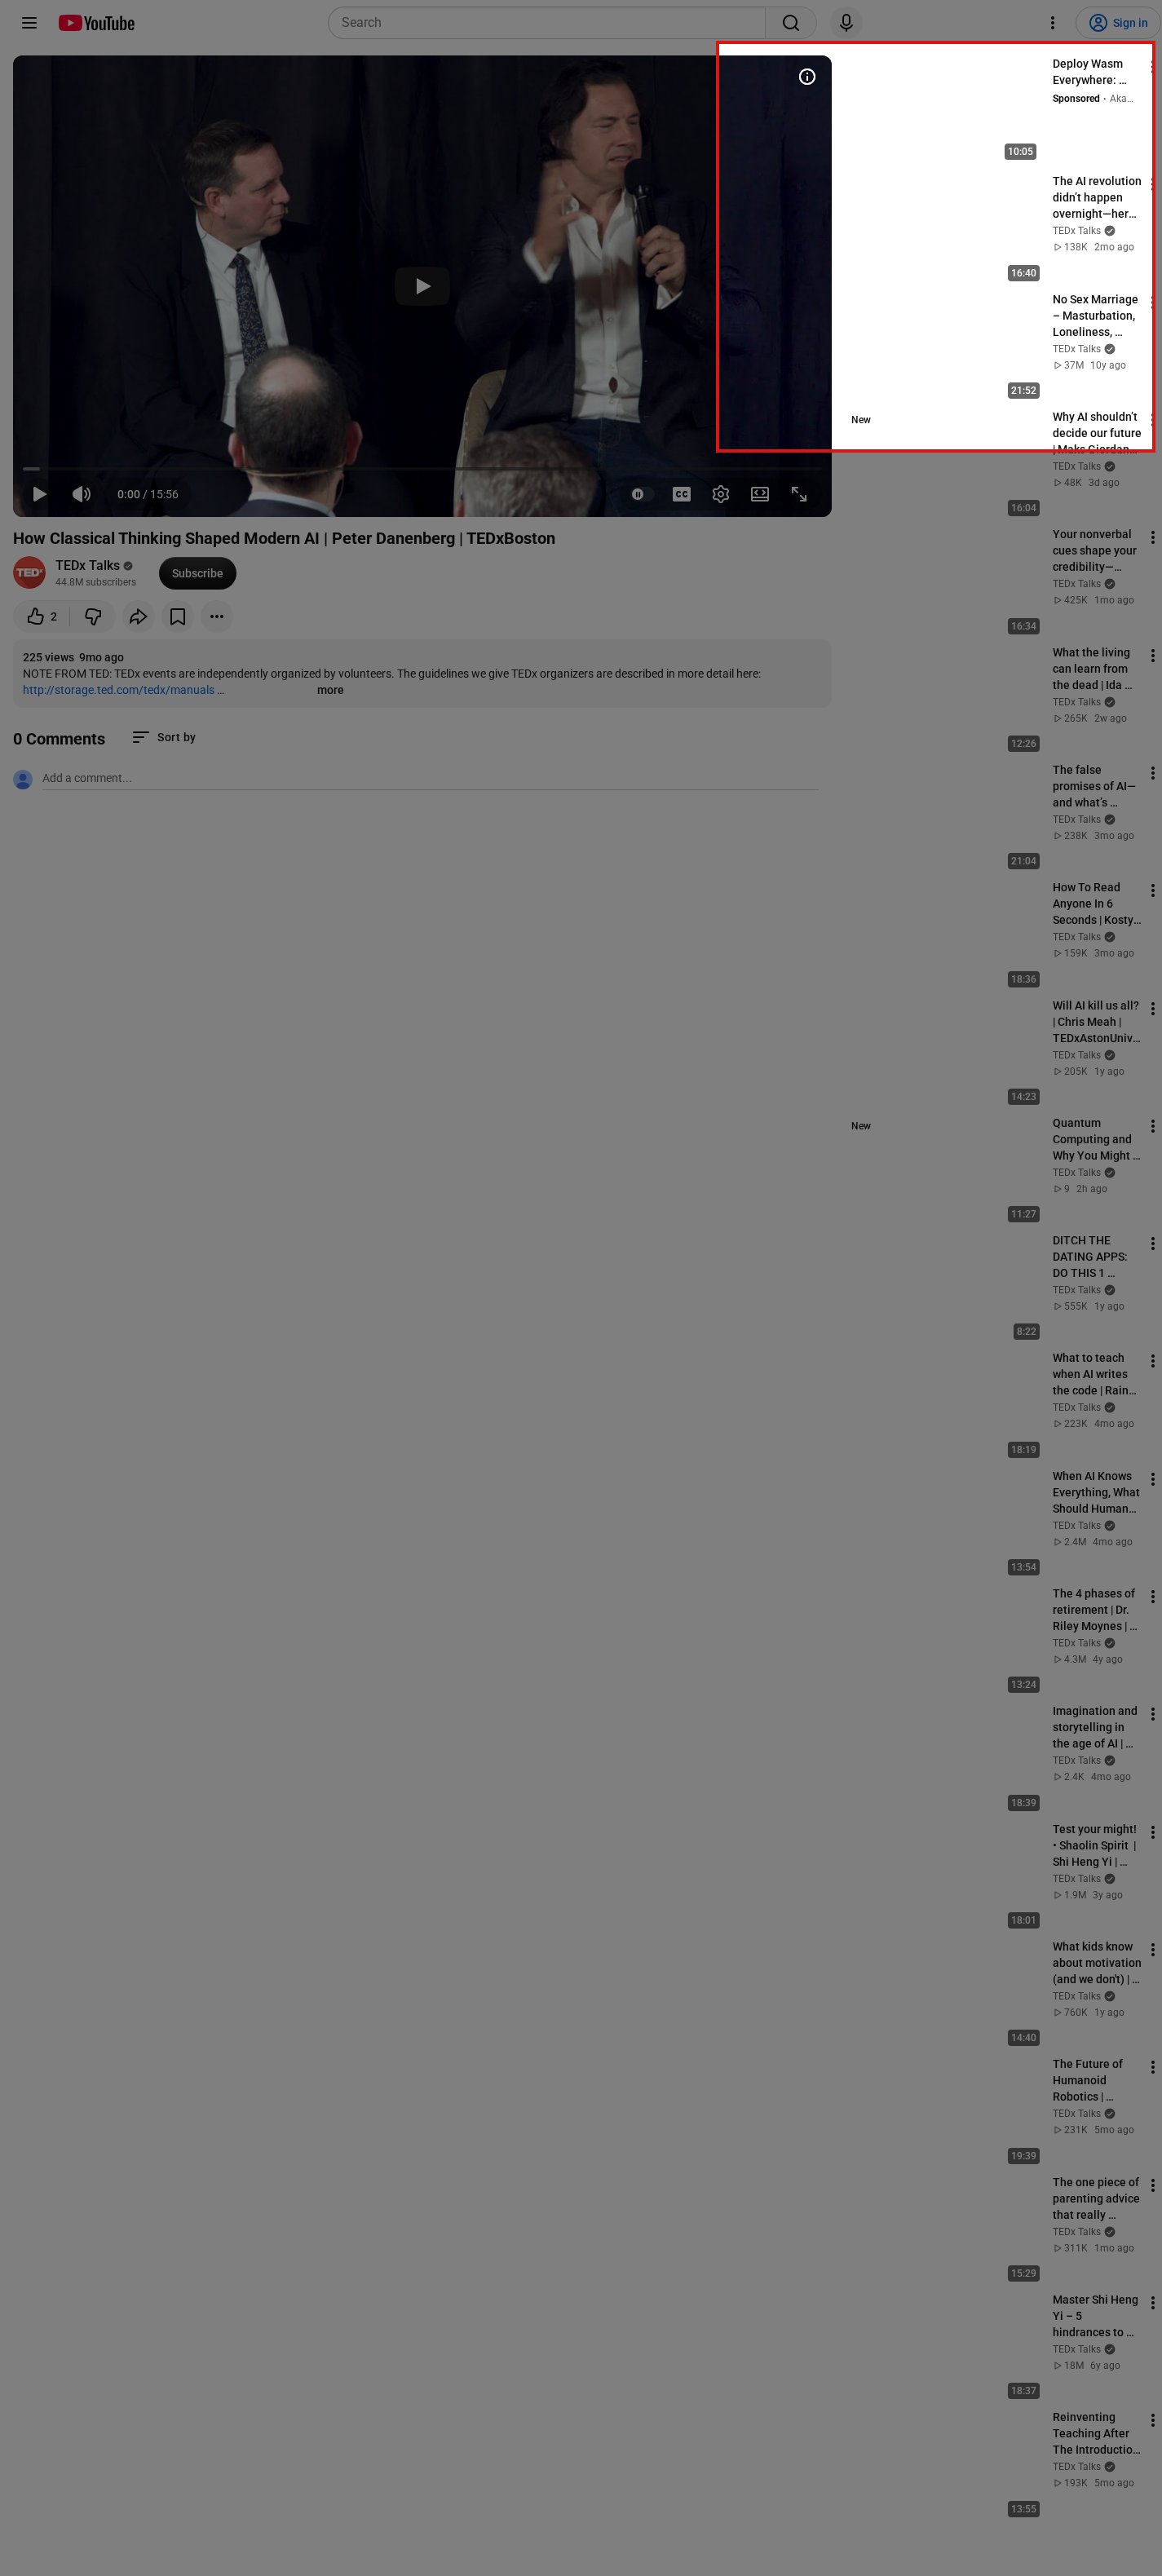 YouTube
Search
Sign in
Deploy Wasm
Everywhere: …
Sponsored · Aka…
10:05
The AI revolution
didn’t happen
overnight—her…
TEDx Talks
138K 2mo ago
16:40
No Sex Marriage
– Masturbation,
Loneliness, …
TEDx Talks
37M 10y ago
21:52
New
Why AI shouldn’t
decide our future
| Maks Giordan…
TEDx Talks
48K 3d ago
16:04
0:00 / 15:56
CC
How Classical Thinking Shaped Modern AI | Peter Danenberg | TEDxBoston
TEDx
TEDx Talks
44.8M subscribers
Subscribe
2
225 views 9mo ago
NOTE FROM TED: TEDx events are independently organized by volunteers. The guidelines we give TEDx organizers are described in more detail here:
http://storage.ted.com/tedx/manuals … more
0 Comments
Sort by
Add a comment...
Your nonverbal
cues shape your
credibility—…
TEDx Talks
425K 1mo ago
16:34
What the living
can learn from
the dead | Ida …
TEDx Talks
265K 2w ago
12:26
The false
promises of AI—
and what’s …
TEDx Talks
238K 3mo ago
21:04
How To Read
Anyone In 6
Seconds | Kosty…
TEDx Talks
159K 3mo ago
18:36
Will AI kill us all?
| Chris Meah |
TEDxAstonUniv…
TEDx Talks
205K 1y ago
14:23
New
Quantum
Computing and
Why You Might …
TEDx Talks
9 2h ago
11:27
DITCH THE
DATING APPS:
DO THIS 1 …
TEDx Talks
555K 1y ago
8:22
What to teach
when AI writes
the code | Rain…
TEDx Talks
223K 4mo ago
18:19
When AI Knows
Everything, What
Should Human…
TEDx Talks
2.4M 4mo ago
13:54
The 4 phases of
retirement | Dr.
Riley Moynes | …
TEDx Talks
4.3M 4y ago
13:24
Imagination and
storytelling in
the age of AI | …
TEDx Talks
2.4K 4mo ago
18:39
Test your might!
• Shaolin Spirit |
Shi Heng Yi | …
TEDx Talks
1.9M 3y ago
18:01
What kids know
about motivation
(and we don't) | …
TEDx Talks
760K 1y ago
14:40
The Future of
Humanoid
Robotics | …
TEDx Talks
231K 5mo ago
19:39
The one piece of
parenting advice
that really …
TEDx Talks
311K 1mo ago
15:29
Master Shi Heng
Yi – 5
hindrances to …
TEDx Talks
18M 6y ago
18:37
Reinventing
Teaching After
The Introductio…
TEDx Talks
193K 5mo ago
13:55